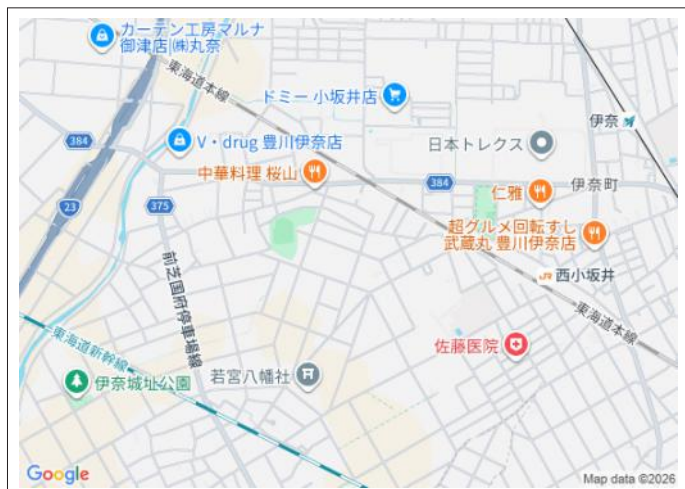 カーテン工房マルナ
御津店 ㈱丸奈
東海道本線
ドミー 小坂井店
伊奈
384
V・drug 豊川伊奈店
日本トレクス
中華料理 桜山
384
仁雅
伊奈町
375
23
超グルメ回転すし
武蔵丸 豊川伊奈店
前芝国府停車場線
JR 西小坂井
東海道本線
東海道新幹線
佐藤医院
伊奈城址公園
若宮八幡社
Google
Map data ©2026